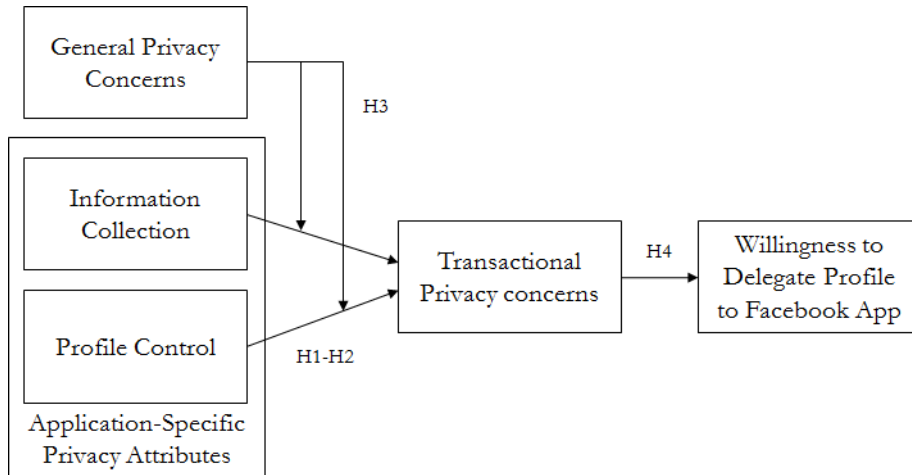 General Privacy
Concerns
H3
Information
Collection
Transactional
Privacy concerns
H4
Willingness to
Delegate Profile
to Facebook App
Profile Control
H1-H2
Application-Specific
Privacy Attributes